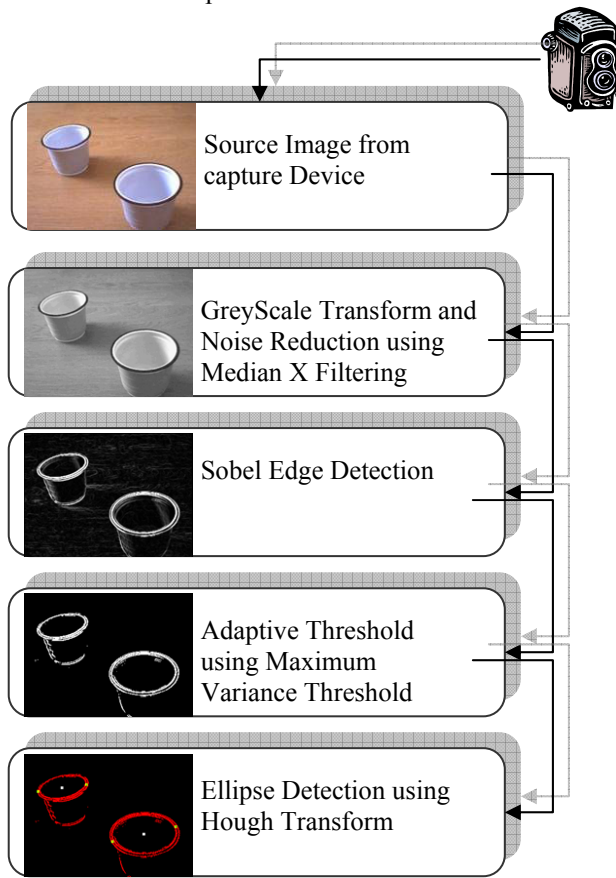 Source Image from
capture Device
GreyScale Transform and
Noise Reduction using
Median X Filtering
Sobel Edge Detection
Adaptive Threshold
using Maximum
Variance Threshold
Ellipse Detection using
Hough Transform